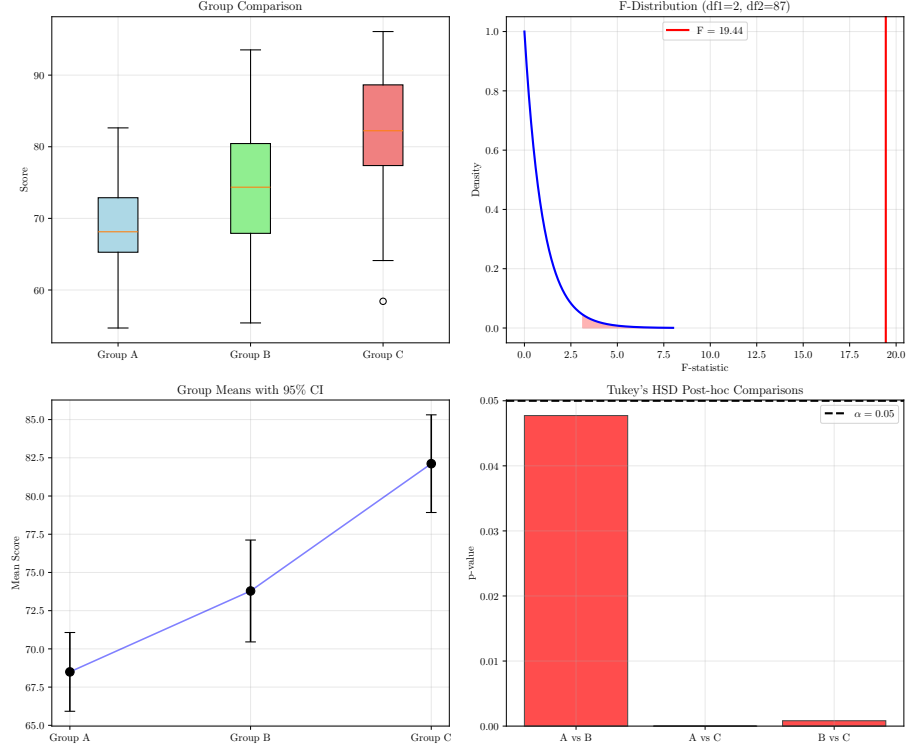 Group Comparison
Score
90
80
70
60
Group A
Group B
Group C
F-Distribution (df1=2, df2=87)
F = 19.44
Density
1.0
0.8
0.6
0.4
0.2
0.0
0.0
2.5
5.0
7.5
10.0
12.5
15.0
17.5
20.0
F-statistic
Group Means with 95% CI
Mean Score
85.0
82.5
80.0
77.5
75.0
72.5
70.0
67.5
65.0
Group A
Group B
Group C
Tukey's HSD Post-hoc Comparisons
α = 0.05
p-value
0.05
0.04
0.03
0.02
0.01
0.00
A vs B
A vs C
B vs C